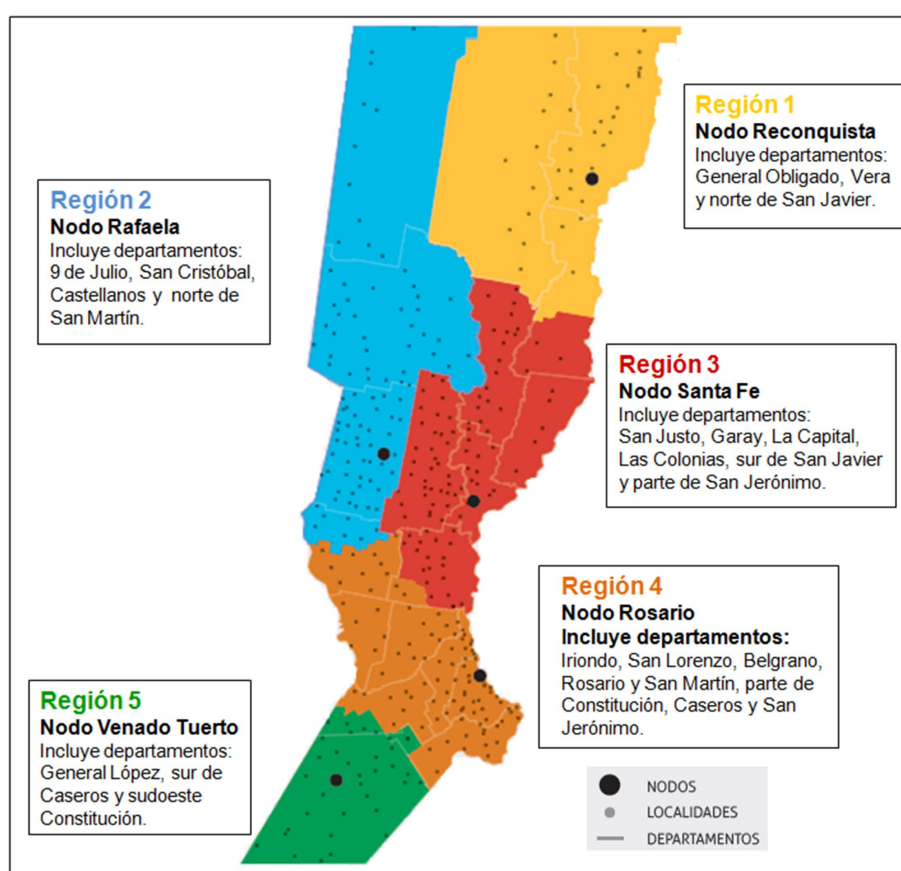 Región 1
Nodo Reconquista
Incluye departamentos:
General Obligado, Vera
y norte de San Javier.
Región 2
Nodo Rafaela
Incluye departamentos:
9 de Julio, San Cristóbal,
Castellanos y norte de
San Martín.
Región 3
Nodo Santa Fe
Incluye departamentos:
San Justo, Garay, La Capital,
Las Colonias, sur de San Javier
y parte de San Jerónimo.
Región 4
Nodo Rosario
Incluye departamentos:
Iriondo, San Lorenzo, Belgrano,
Rosario y San Martín, parte de
Constitución, Caseros y San
Jerónimo.
Región 5
Nodo Venado Tuerto
Incluye departamentos:
General López, sur de
Caseros y sudoeste
Constitución.
NODOS
LOCALIDADES
DEPARTAMENTOS